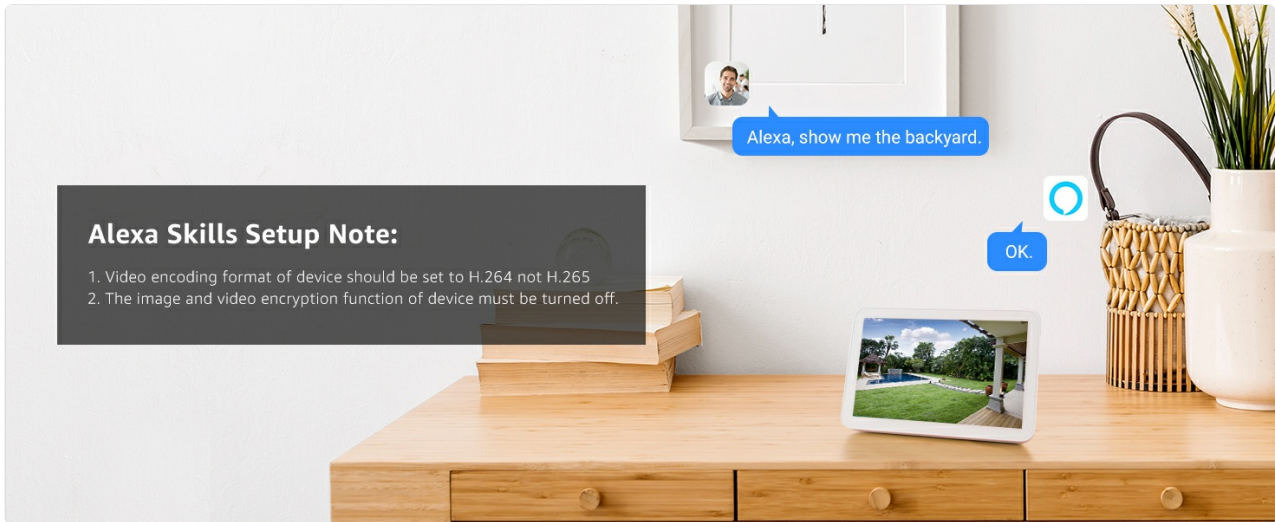 Alexa, show me the backyard.
OK.
Alexa Skills Setup Note:
1. Video encoding format of device should be set to H.264 not H.265
2. The image and video encryption function of device must be turned off.